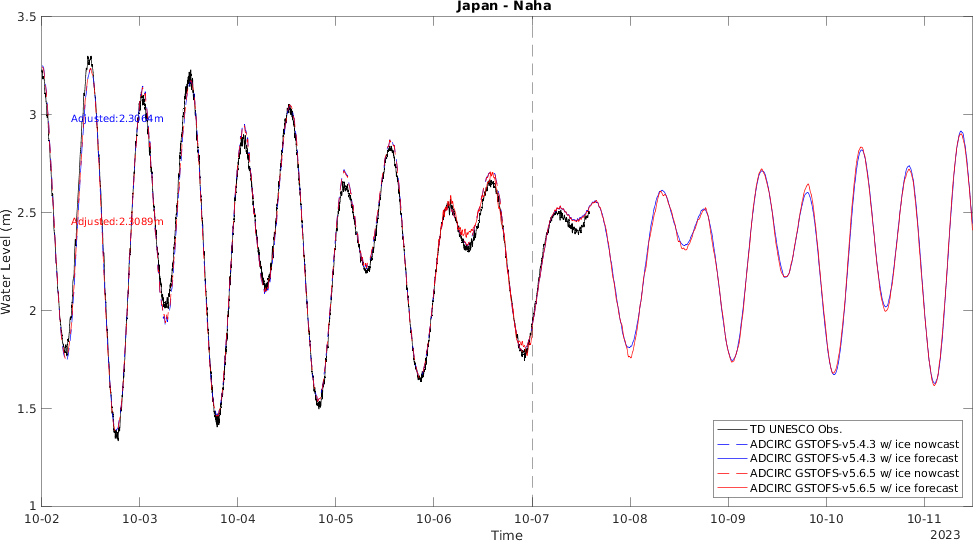 Japan - Naha
3.5
3
2.5
2
1.5
1
Water Level (m)
Adjusted:2.3064m
Adjusted:2.3089m
TD UNESCO Obs.
ADCIRC GSTOFS-v5.4.3 w/ ice nowcast
ADCIRC GSTOFS-v5.4.3 w/ ice forecast
ADCIRC GSTOFS-v5.6.5 w/ ice nowcast
ADCIRC GSTOFS-v5.6.5 w/ ice forecast
10-02 10-03 10-04 10-05 10-06 10-07 10-08 10-09 10-10 10-11
Time
2023